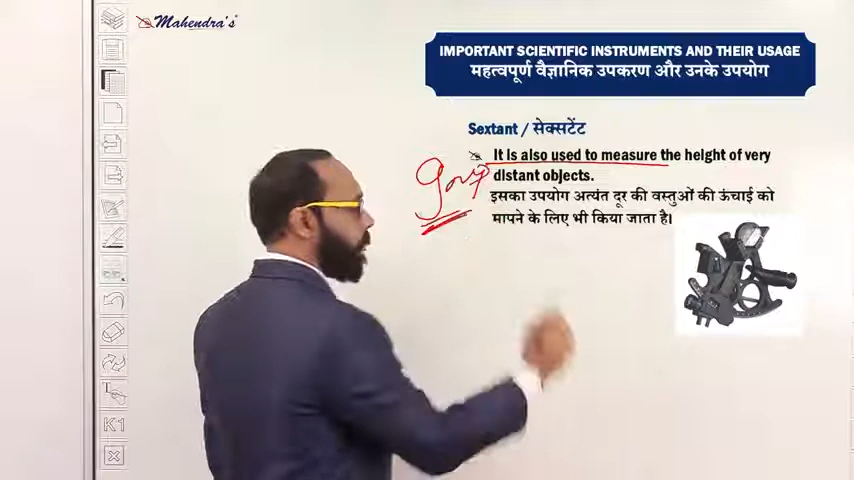 Mahendra's
IMPORTANT SCIENTIFIC INSTRUMENTS AND THEIR USAGE
महत्वपूर्ण वैज्ञानिक उपकरण और उनके उपयोग
Sextant / सेक्सटेंट
It is also used to measure the height of very
distant objects.
इसका उपयोग अत्यंत दूर की वस्तुओं की ऊंचाई को
मापने के लिए भी किया जाता है।
K1